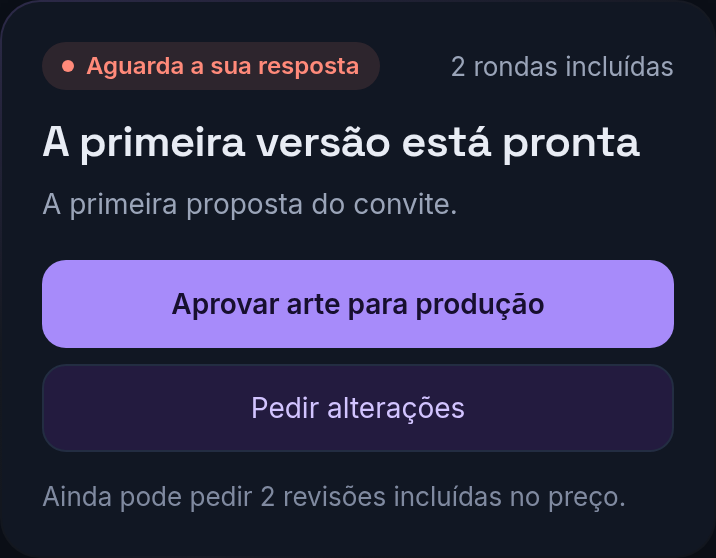 Aguarda a sua resposta
2 rondas incluídas
A primeira versão está pronta
A primeira proposta do convite.
Aprovar arte para produção
Pedir alterações
Ainda pode pedir 2 revisões incluídas no preço.